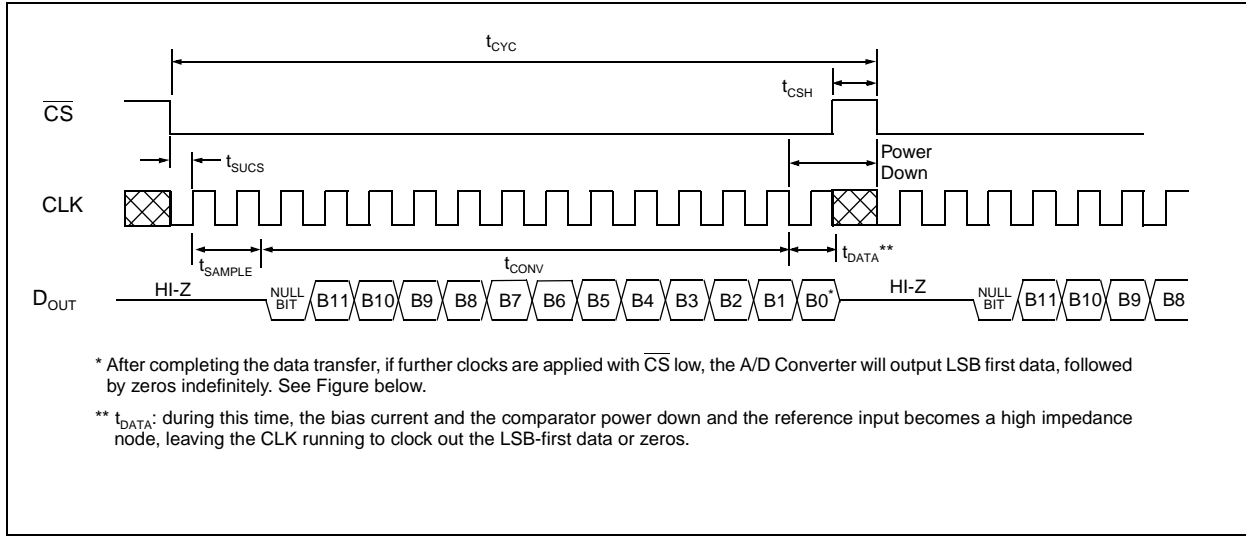 tCYC
tCSH
CS
tSUCS
Power
Down
CLK
tSAMPLE
tCONV
tDATA**
DOUT
HI-Z
NULL
BIT
B11 B10 B9 B8 B7 B6 B5 B4 B3 B2 B1 B0*
HI-Z
NULL
BIT
B11 B10 B9 B8
* After completing the data transfer, if further clocks are applied with CS low, the A/D Converter will output LSB first data, followed
by zeros indefinitely. See Figure below.
** tDATA: during this time, the bias current and the comparator power down and the reference input becomes a high impedance
node, leaving the CLK running to clock out the LSB-first data or zeros.